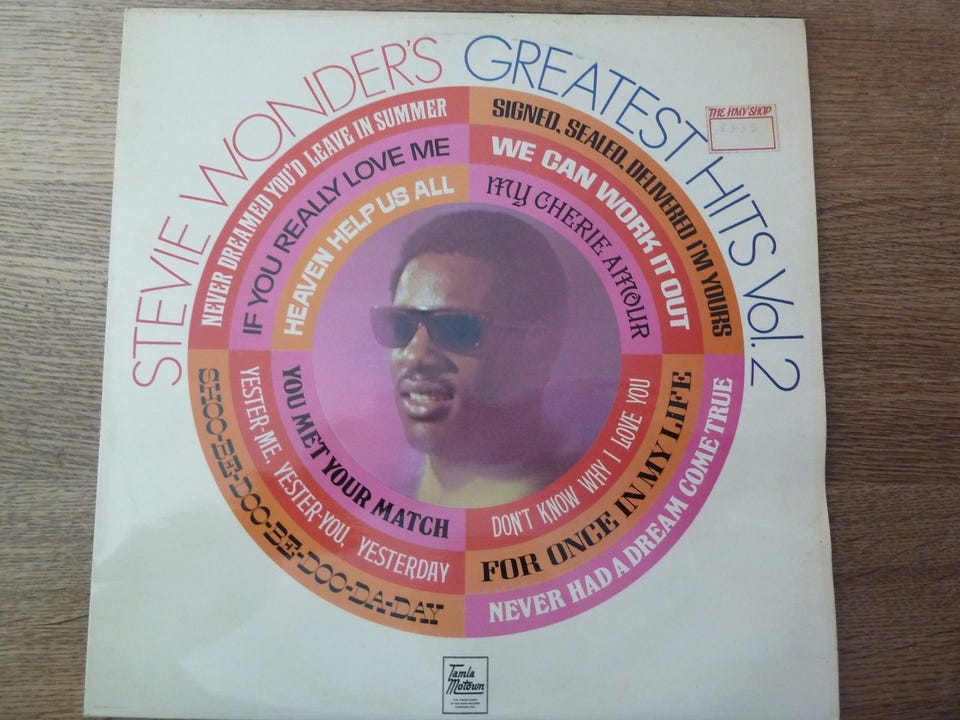 STEVIE WONDER'S GREATEST HITS Vol. 2
THE HMV SHOP
NEVER DREAMED YOU'D LEAVE IN SUMMER
IF YOU REALLY LOVE ME
HEAVEN HELP US ALL
SIGNED, SEALED, DELIVERED I'M YOURS
WE CAN WORK IT OUT
MY CHERIE AMOUR
SHOO-BE-DOO-BE-DOO-DA-DAY
YESTER-ME, YESTER-YOU, YESTERDAY
YOU MET YOUR MATCH
DON'T KNOW WHY I LOVE YOU
FOR ONCE IN MY LIFE
NEVER HAD A DREAM COME TRUE
Tamla
Motown